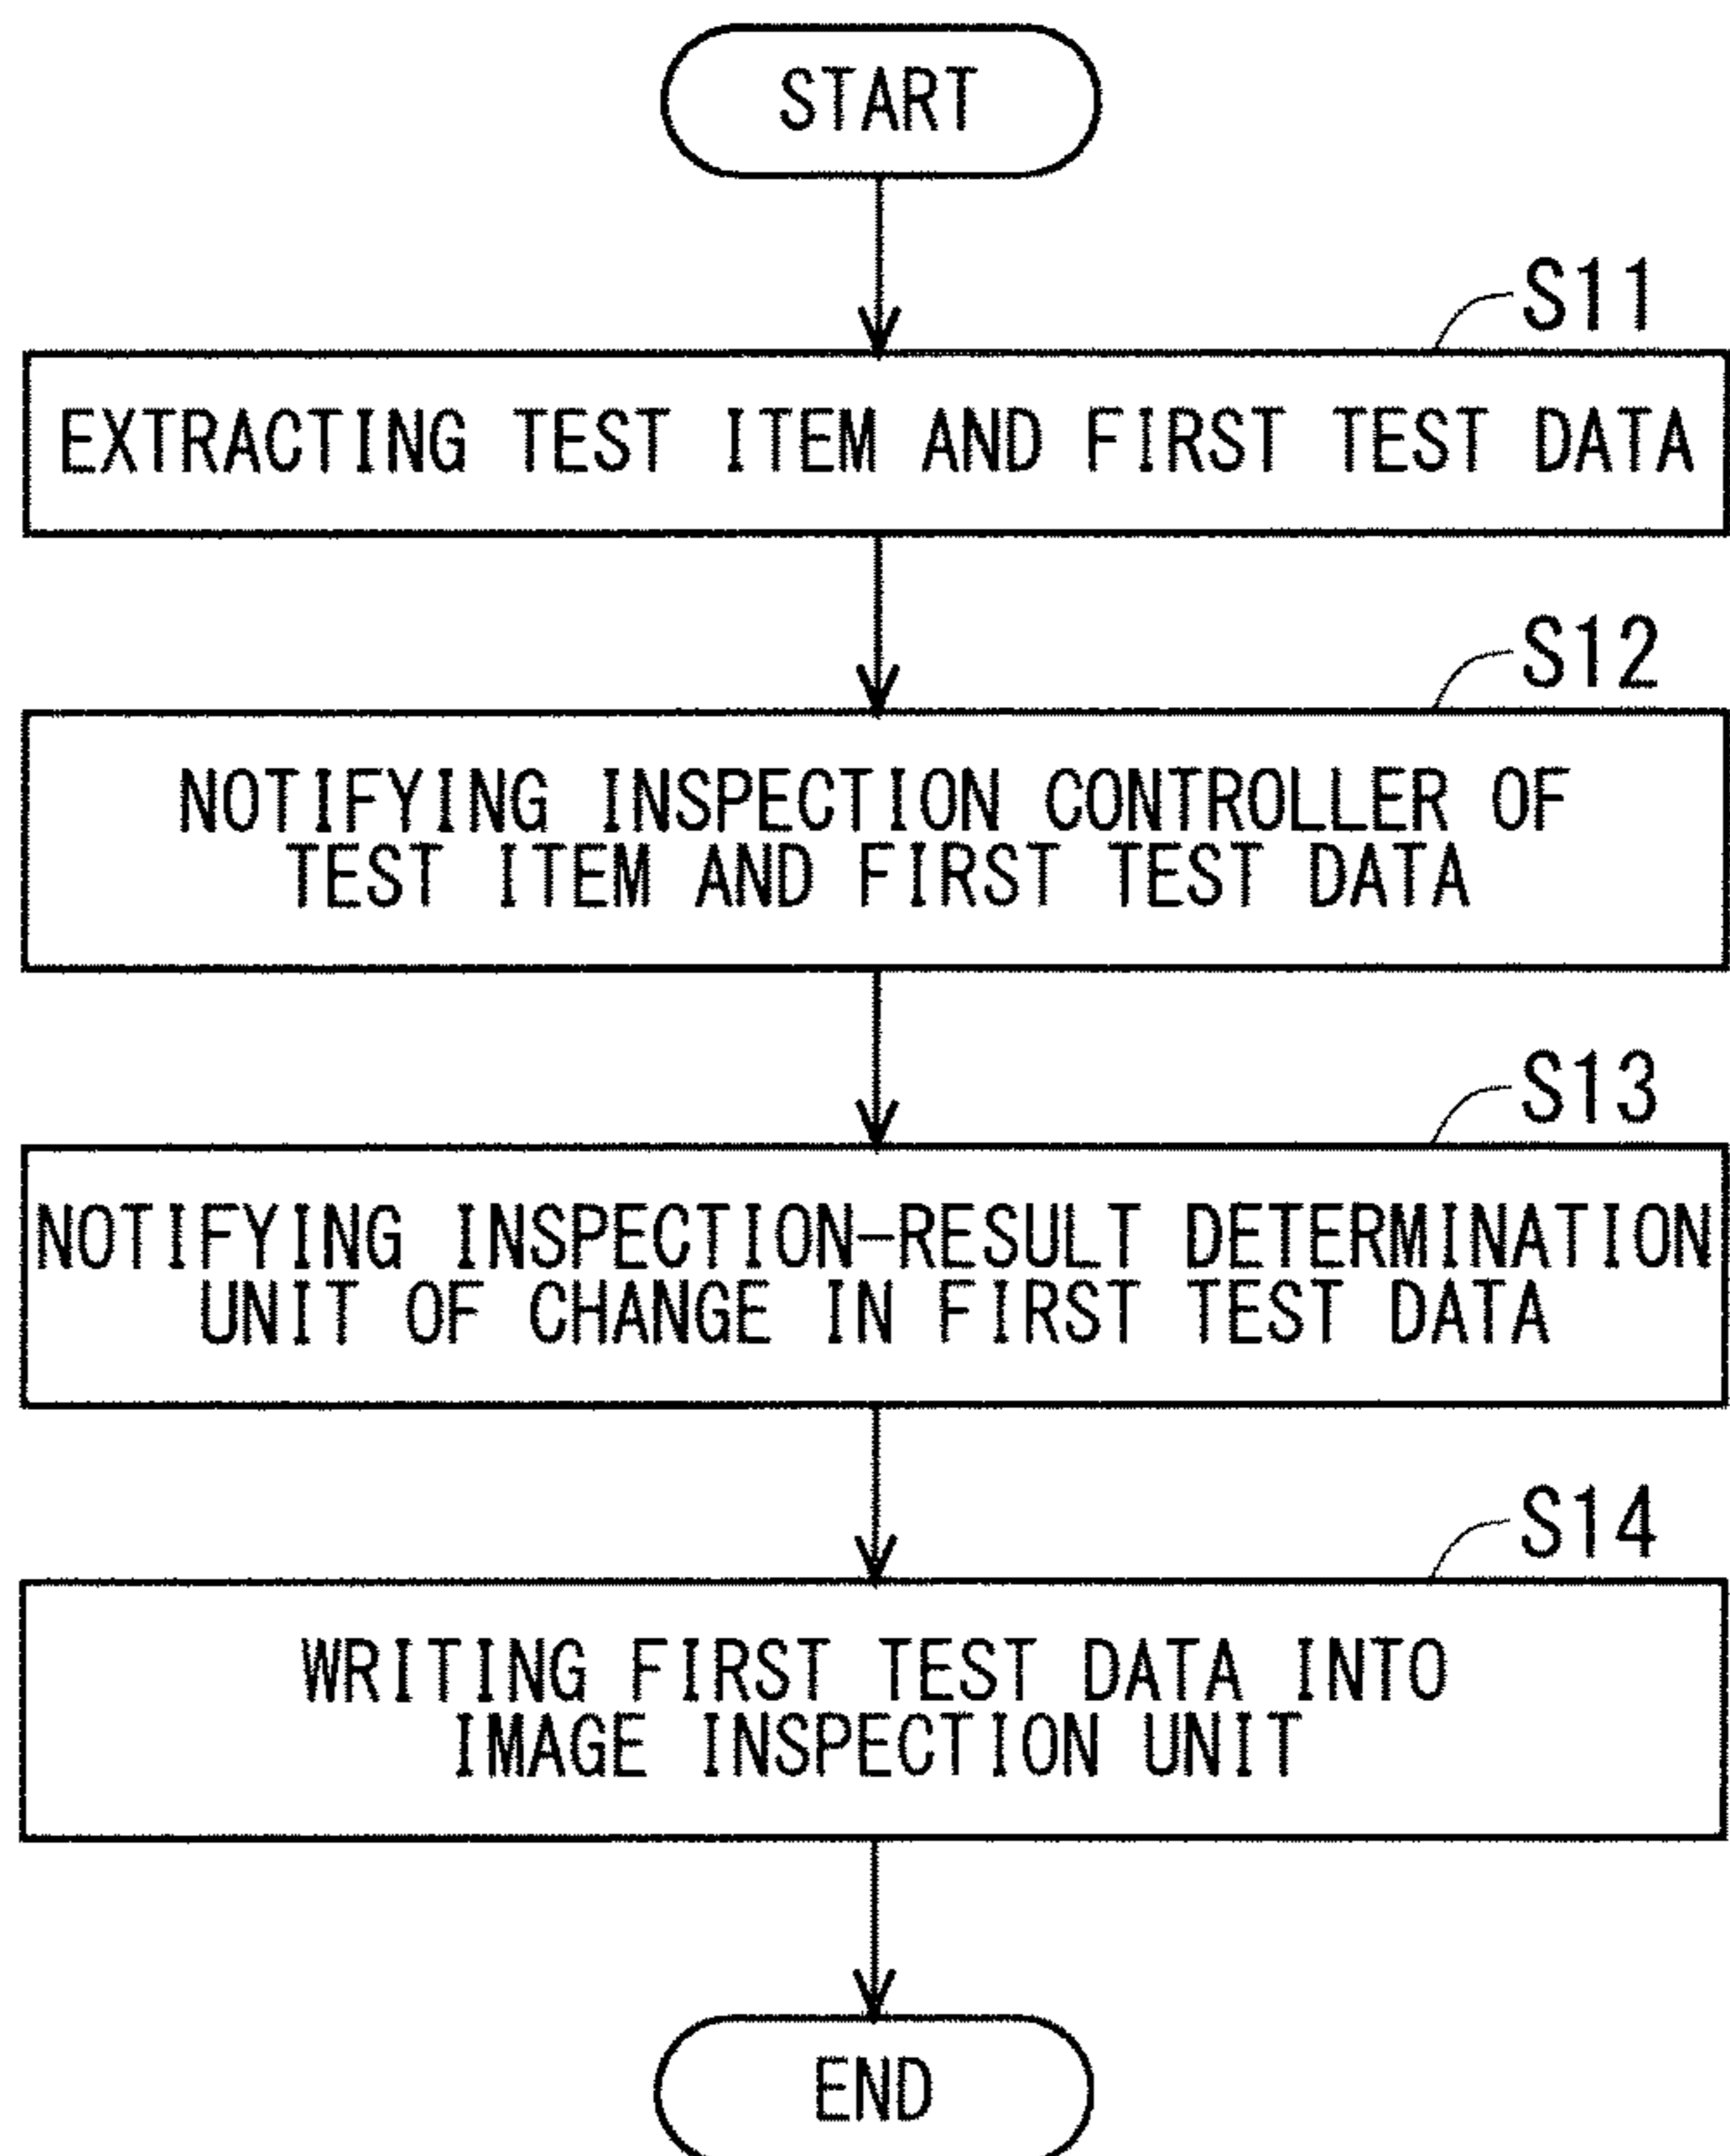 START
S11
EXTRACTING TEST ITEM AND FIRST TEST DATA
S12
NOTIFYING INSPECTION CONTROLLER OF
TEST ITEM AND FIRST TEST DATA
S13
NOTIFYING INSPECTION-RESULT DETERMINATION
UNIT OF CHANGE IN FIRST TEST DATA
S14
WRITING FIRST TEST DATA INTO
IMAGE INSPECTION UNIT
END